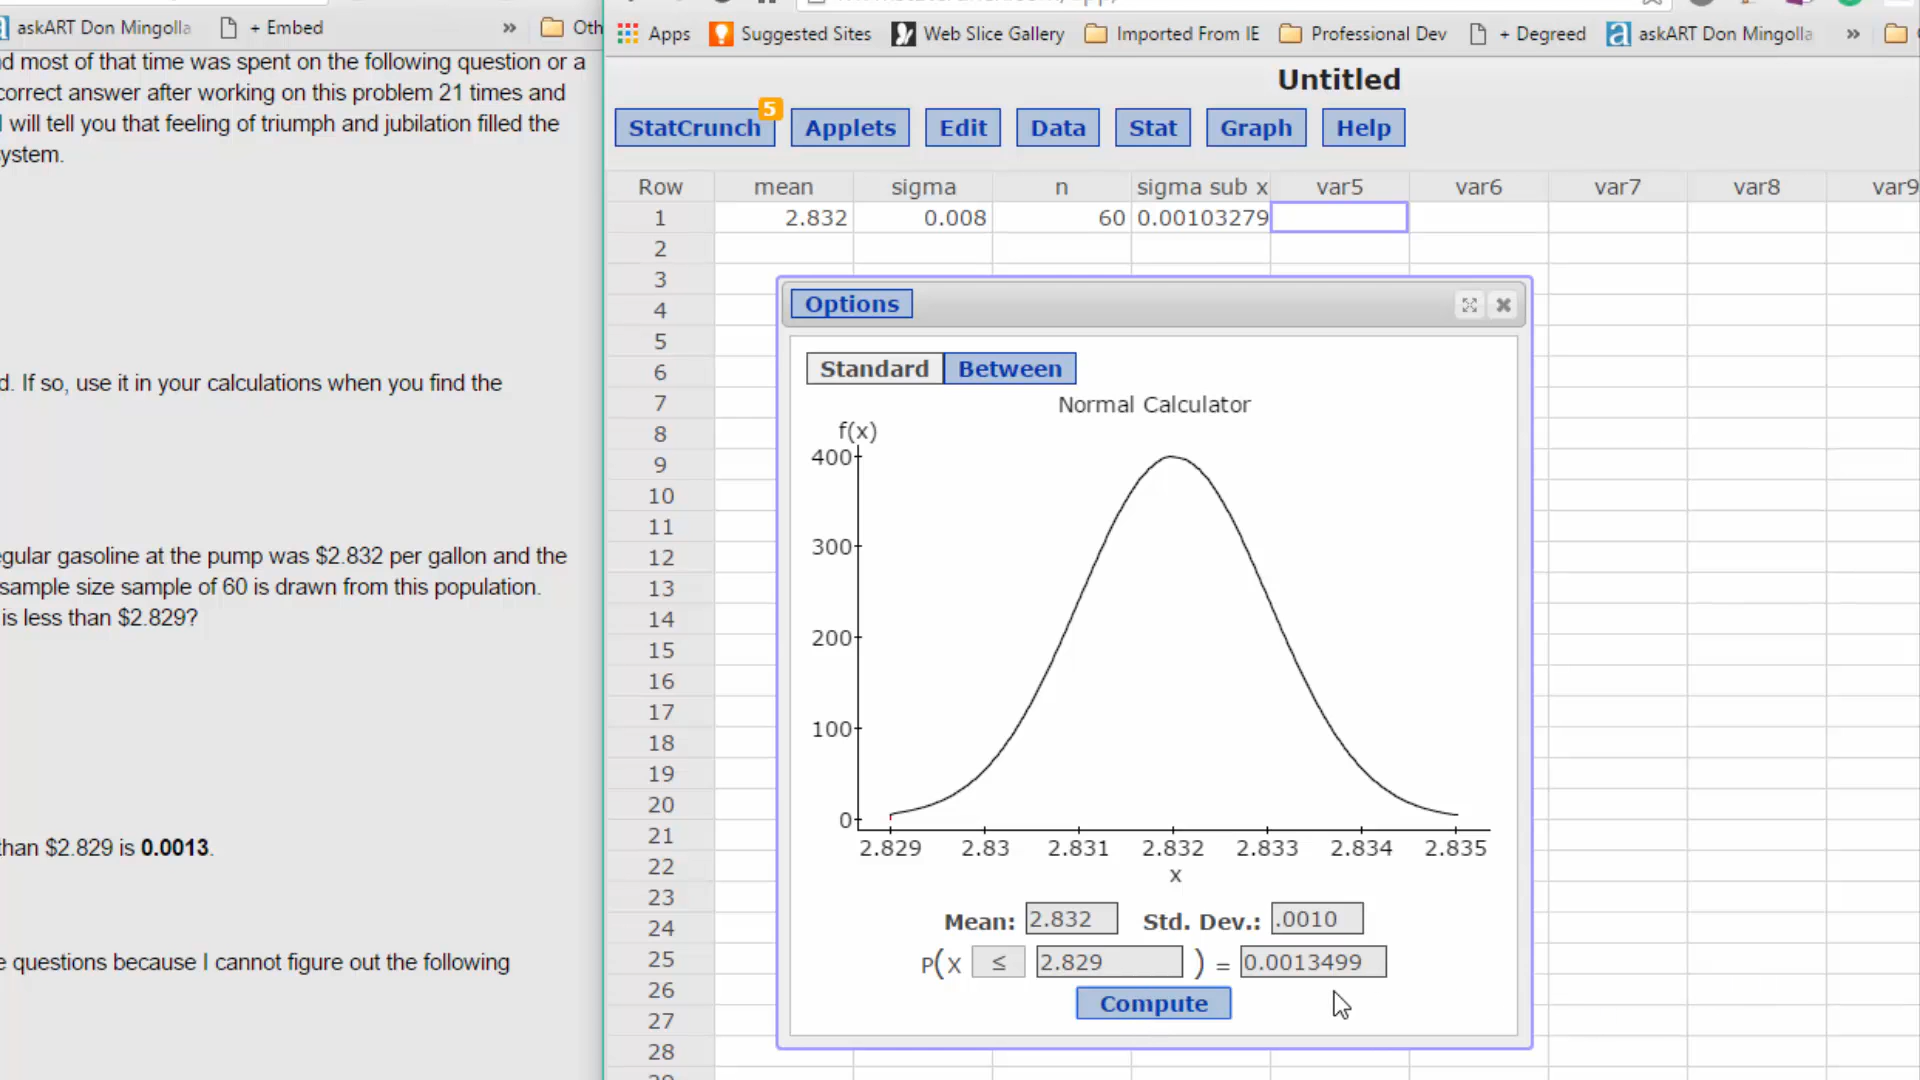 askART Don Mingolla + Embed » Oth
d most of that time was spent on the following question or a
correct answer after working on this problem 21 times and
will tell you that feeling of triumph and jubilation filled the
ystem.
d. If so, use it in your calculations when you find the
egular gasoline at the pump was $2.832 per gallon and the
sample size sample of 60 is drawn from this population.
is less than $2.829?
han $2.829 is 0.0013.
e questions because I cannot figure out the following
Apps Suggested Sites Web Slice Gallery Imported From IE Professional Dev + Degreed askART Don Mingolla »
Untitled
StatCrunch 5 Applets Edit Data Stat Graph Help
Row mean sigma n sigma sub x var5 var6 var7 var8 var9
1 2.832 0.008 60 0.00103279
2
3
4
5
6
7
8
9
10
11
12
13
14
15
16
17
18
19
20
21
22
23
24
25
26
27
28
Options
Standard Between
Normal Calculator
f(x)
400
300
200
100
0
2.829 2.83 2.831 2.832 2.833 2.834 2.835
x
Mean: 2.832 Std. Dev.: .0010
P(X ≤ 2.829 ) = 0.0013499
Compute